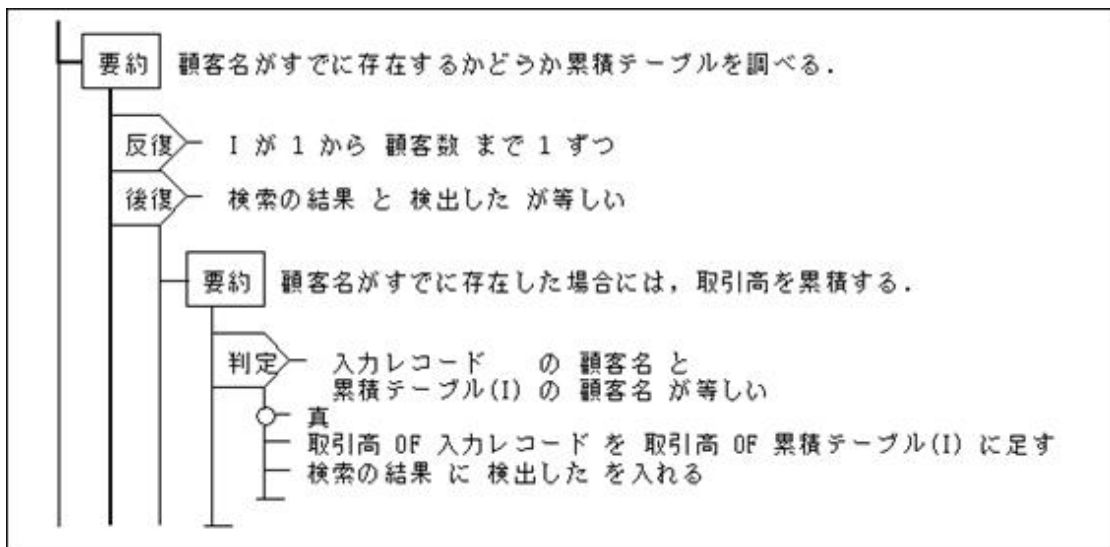 要約 顧客名がすでに存在するかどうか累積テーブルを調べる.
反復 I が 1 から 顧客数 まで 1 ずつ
後復 検索の結果 と 検出した が等しい
要約 顧客名がすでに存在した場合には，取引高を累積する.
判定 入力レコード の 顧客名 と
累積テーブル(I) の 顧客名 が等しい
真
取引高 OF 入力レコード を 取引高 OF 累積テーブル(I) に足す
検索の結果 に 検出した を入れる